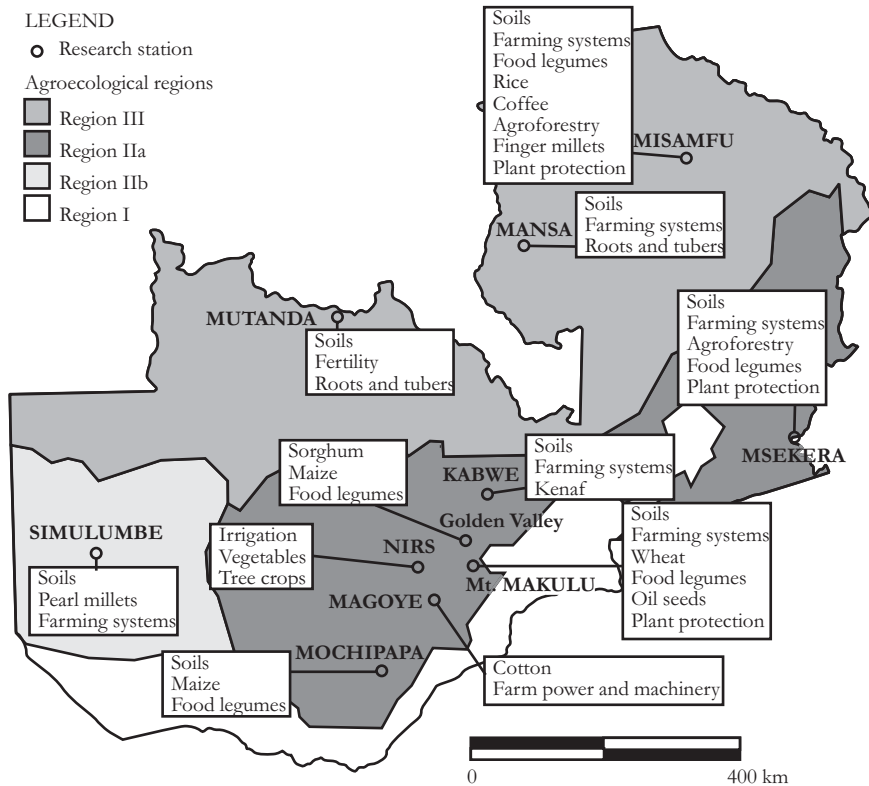 LEGEND
Research station
Agroecological regions
Region III
Region IIa
Region IIb
Region I
Soils
Farming systems
Food legumes
Rice
Coffee
Agroforestry
Finger millets
Plant protection
MISAMFU
MANSA
Soils
Farming systems
Roots and tubers
MUTANDA
Soils
Fertility
Roots and tubers
Soils
Farming systems
Agroforestry
Food legumes
Plant protection
MSEKERA
Sorghum
Maize
Food legumes
KABWE
Soils
Farming systems
Kenaf
Golden Valley
SIMULUMBE
Soils
Pearl millets
Farming systems
Irrigation
Vegetables
Tree crops
NIRS
Mt. MAKULU
Soils
Farming systems
Wheat
Food legumes
Oil seeds
Plant protection
MAGOYE
Cotton
Farm power and machinery
MOCHIPAPA
Soils
Maize
Food legumes
0 400 km